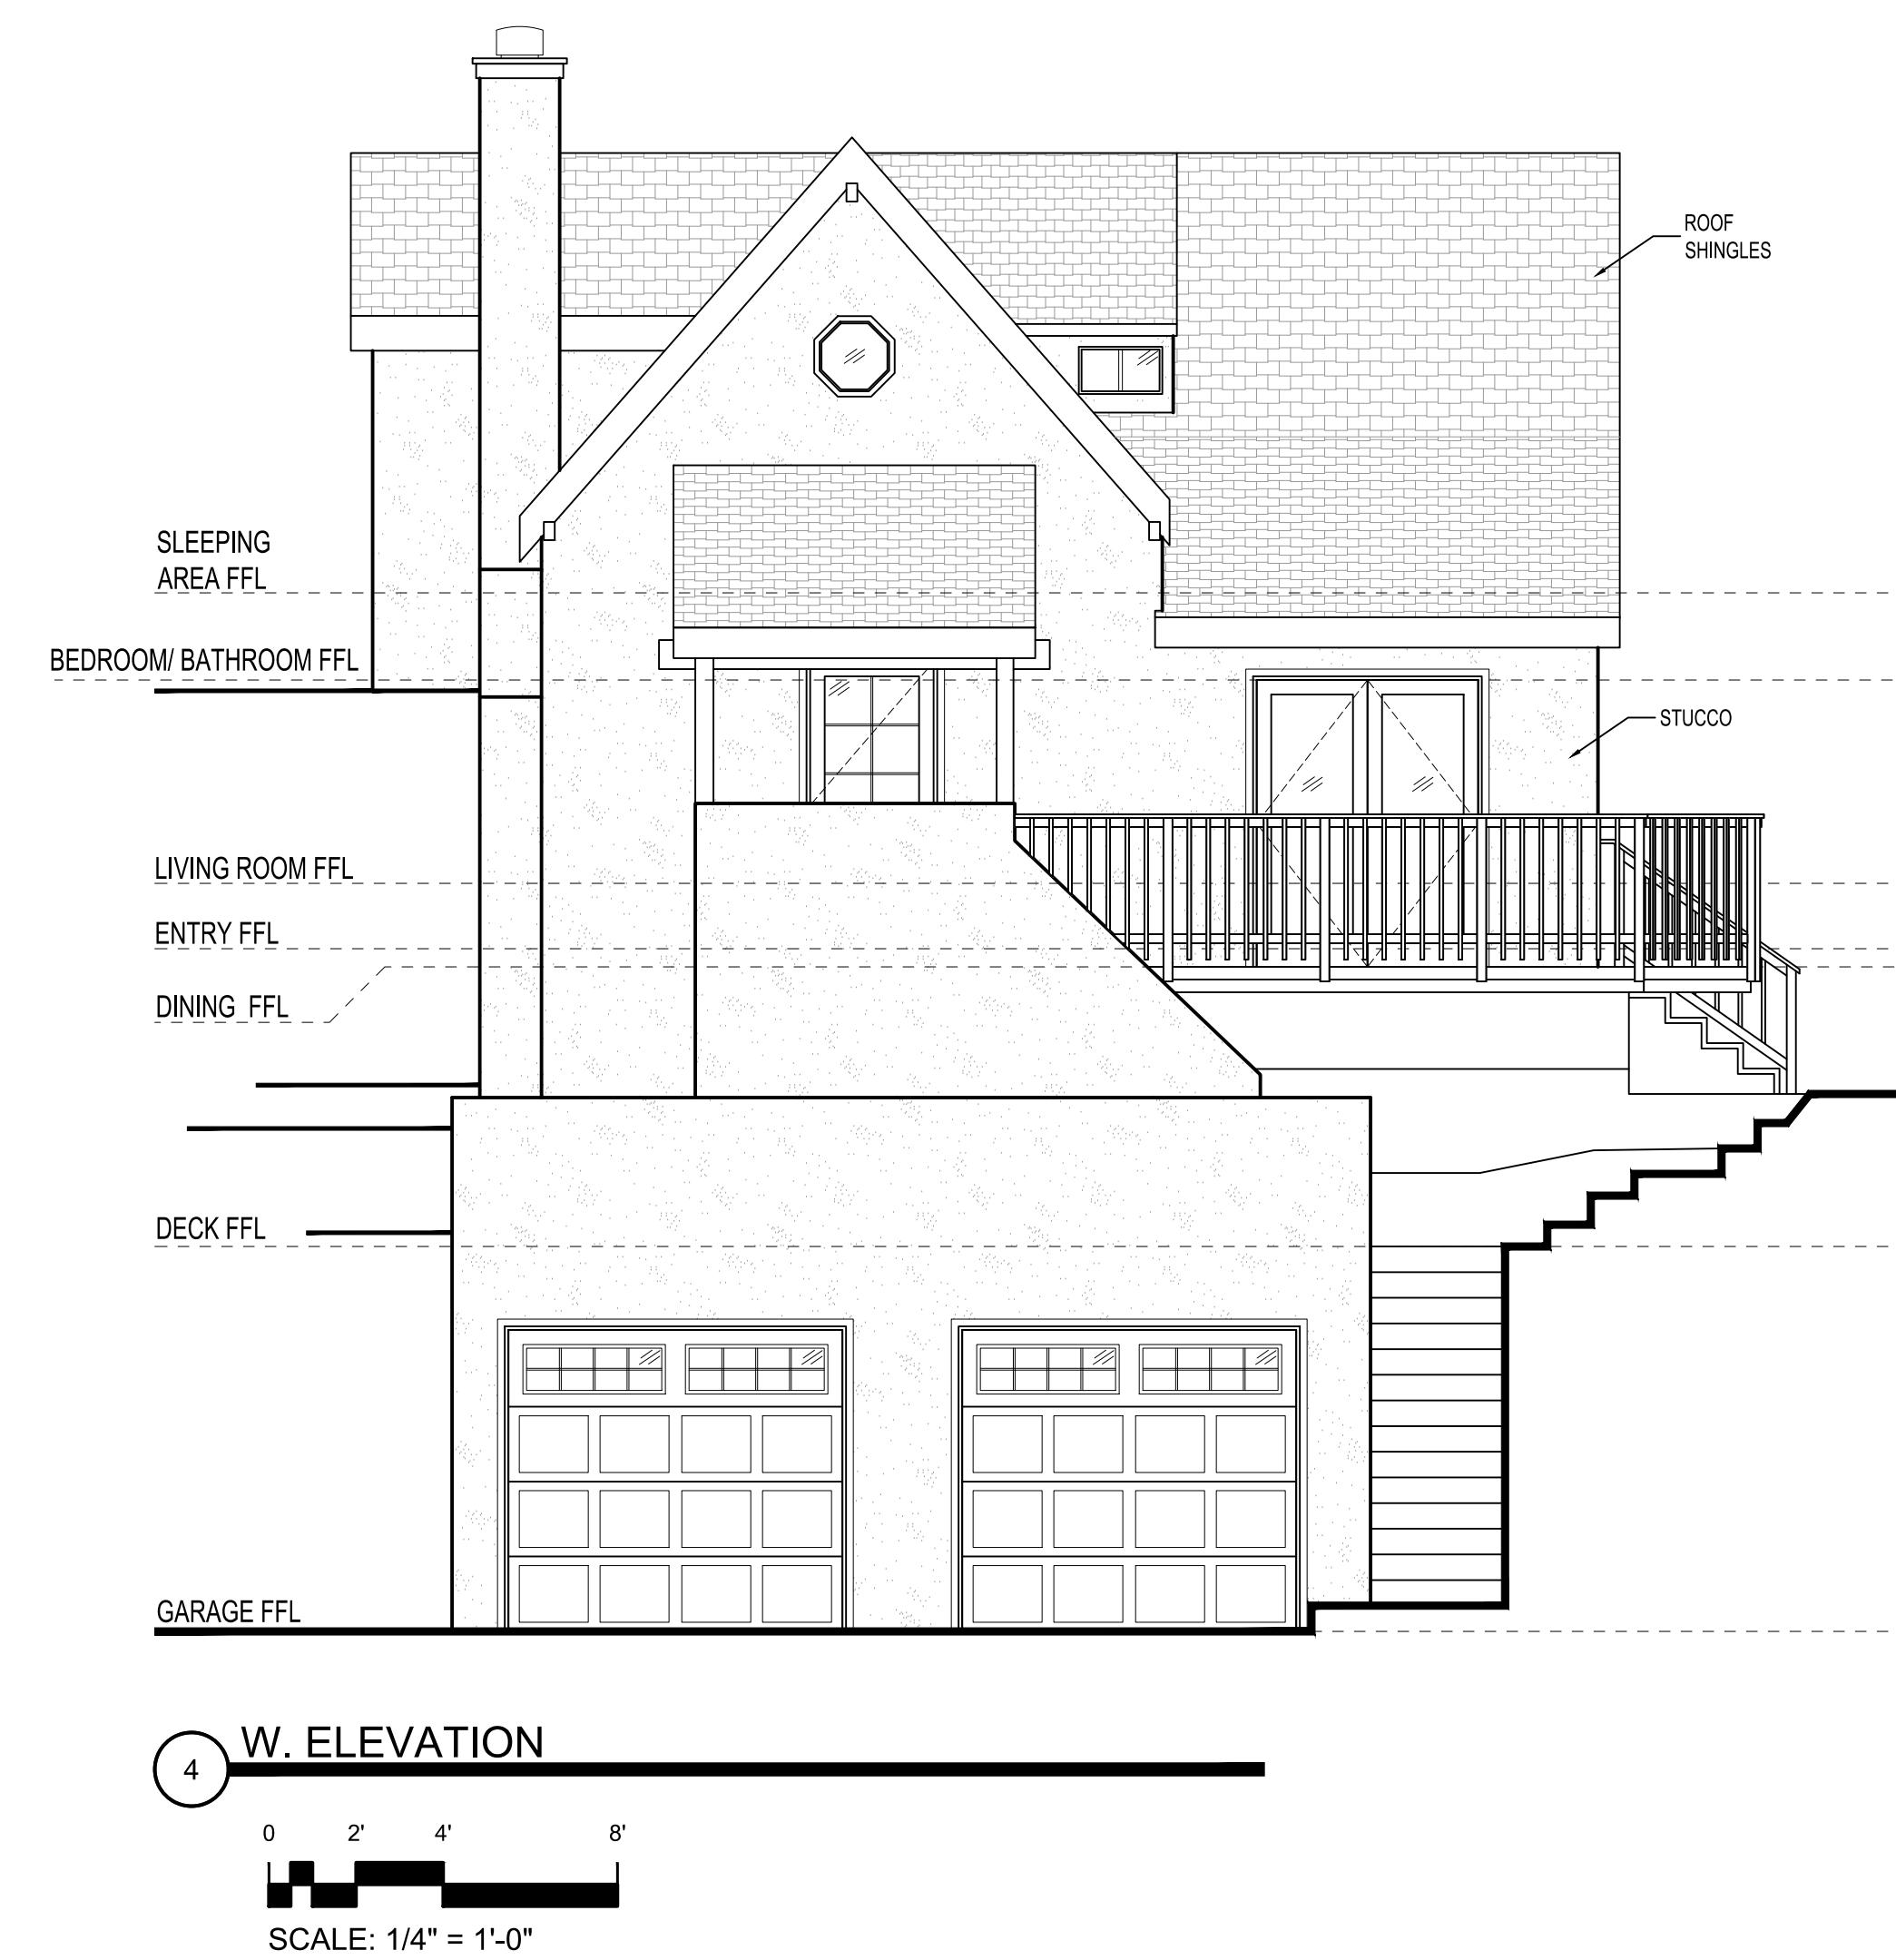 ROOF
SHINGLES
SLEEPING
AREA FFL
BEDROOM/ BATHROOM FFL
STUCCO
LIVING ROOM FFL
ENTRY FFL
DINING FFL
DECK FFL
GARAGE FFL
4
W. ELEVATION
0 2' 4' 8'
SCALE: 1/4" = 1'-0"